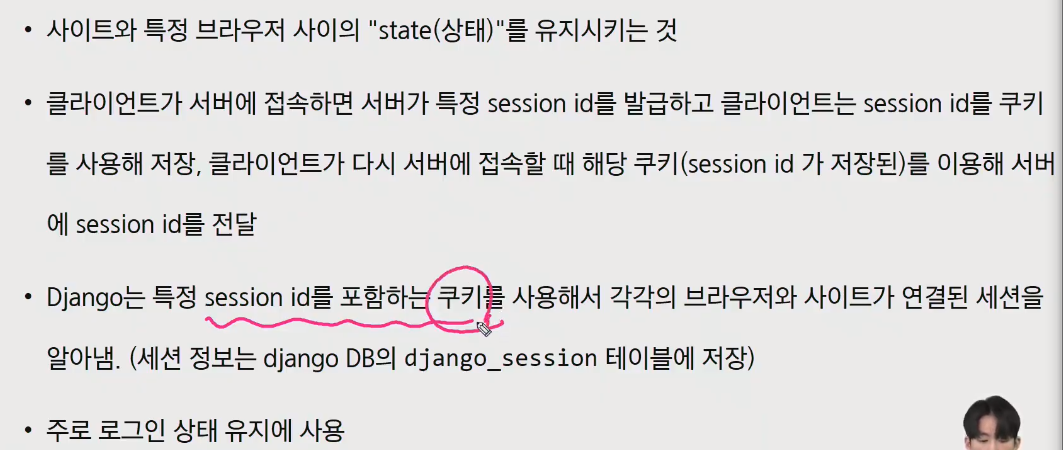 • 사이트와 특정 브라우저 사이의 "state(상태)"를 유지시키는 것
• 클라이언트가 서버에 접속하면 서버가 특정 session id를 발급하고 클라이언트는 session id를 쿠키
를 사용해 저장, 클라이언트가 다시 서버에 접속할 때 해당 쿠키(session id 가 저장된)를 이용해 서버
에 session id를 전달
• Django는 특정 session id를 포함하는 쿠키를 사용해서 각각의 브라우저와 사이트가 연결된 세션을
알아냄. (세션 정보는 django DB의 django_session 테이블에 저장)
• 주로 로그인 상태 유지에 사용